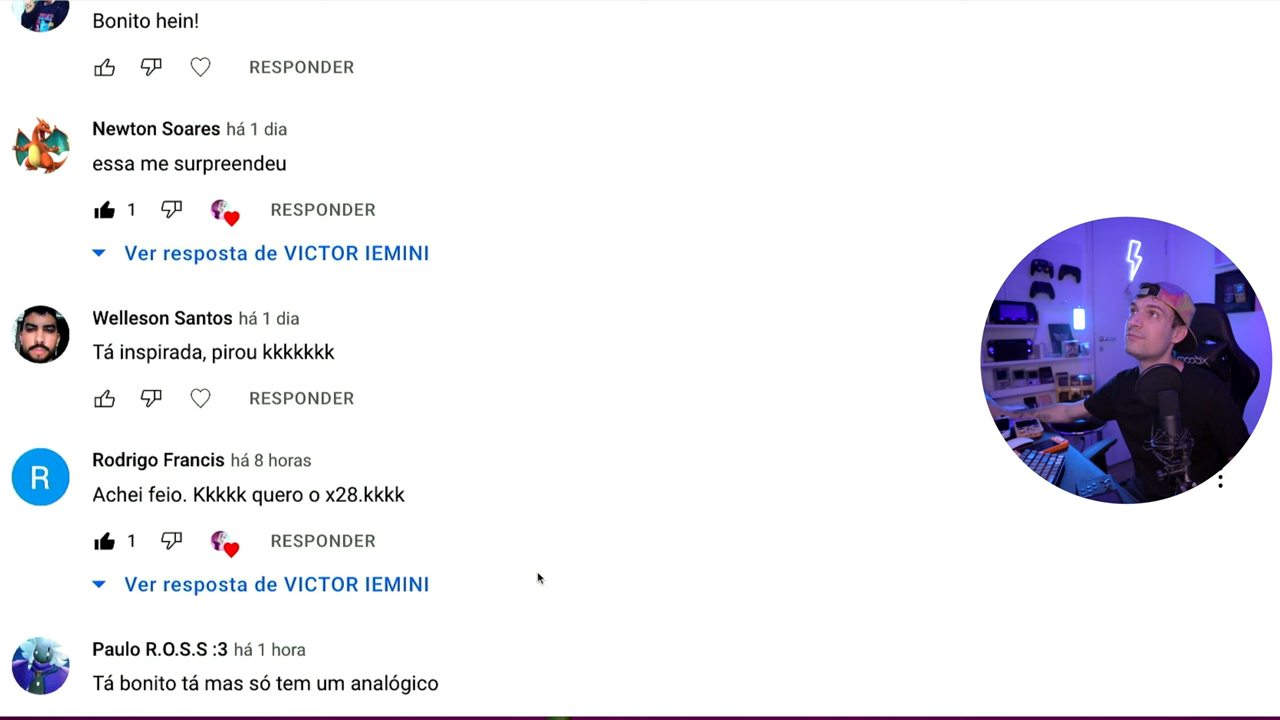 Bonito hein!
RESPONDER
Newton Soares há 1 dia
essa me surpreendeu
1 RESPONDER
Ver resposta de VICTOR IEMINI
Welleson Santos há 1 dia
Tá inspirada, pirou kkkkkkk
RESPONDER
R
Rodrigo Francis há 8 horas
Achei feio. Kkkkk quero o x28.kkkk
1 RESPONDER
Ver resposta de VICTOR IEMINI
Paulo R.O.S.S :3 há 1 hora
Tá bonito tá mas só tem um analógico